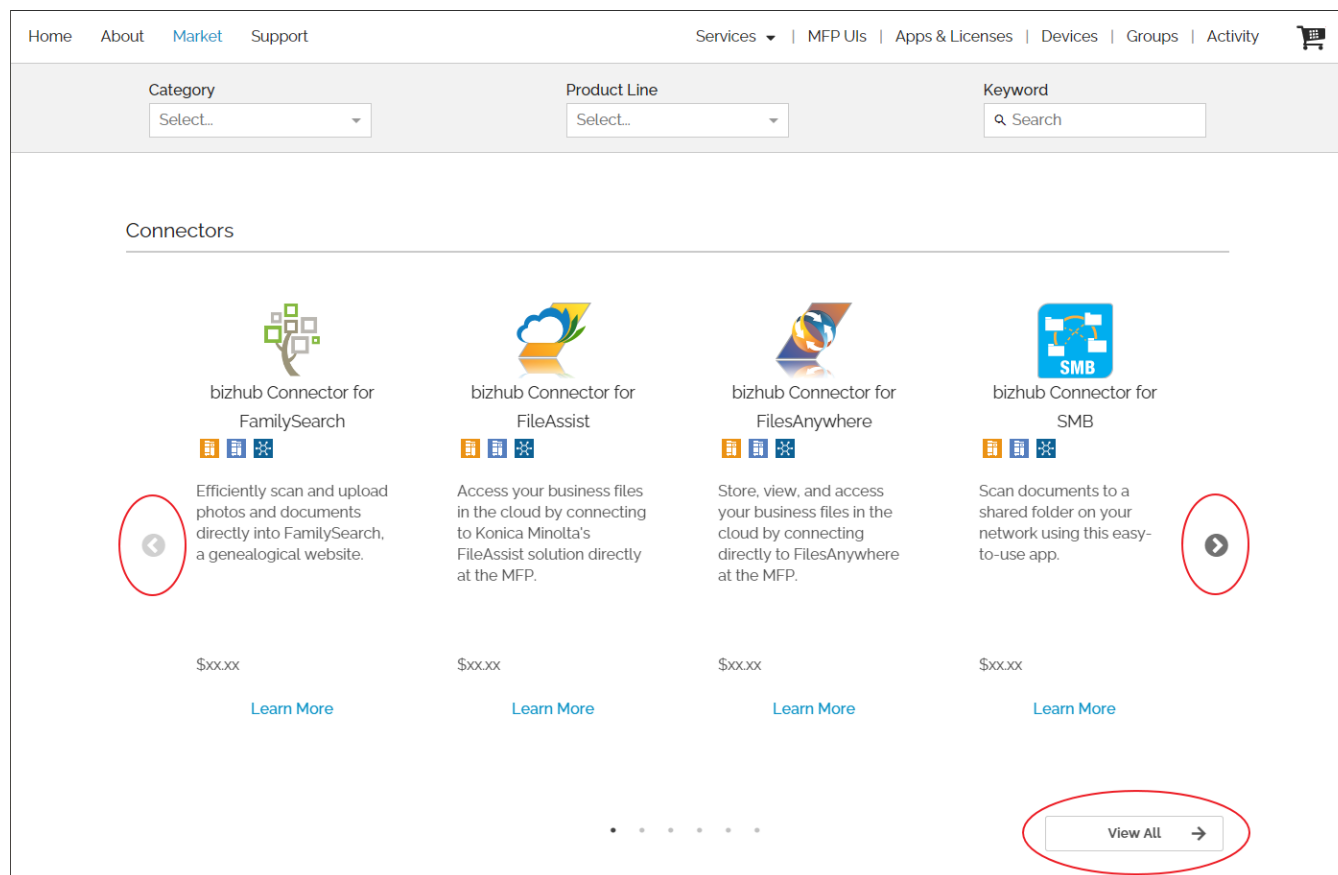 Home About Market Support Services | MFP UIs | Apps & Licenses | Devices | Groups | Activity
Category Product Line Keyword
Select... Select... Search
Connectors
SMB
bizhub Connector for
FamilySearch
Efficiently scan and upload
photos and documents
directly into FamilySearch,
a genealogical website.
$xx.xx
Learn More
bizhub Connector for
FileAssist
Access your business files
in the cloud by connecting
to Konica Minolta's
FileAssist solution directly
at the MFP.
$xx.xx
Learn More
bizhub Connector for
FilesAnywhere
Store, view, and access
your business files in the
cloud by connecting
directly to FilesAnywhere
at the MFP.
$xx.xx
Learn More
bizhub Connector for
SMB
Scan documents to a
shared folder on your
network using this easy-
to-use app.
$xx.xx
Learn More
View All